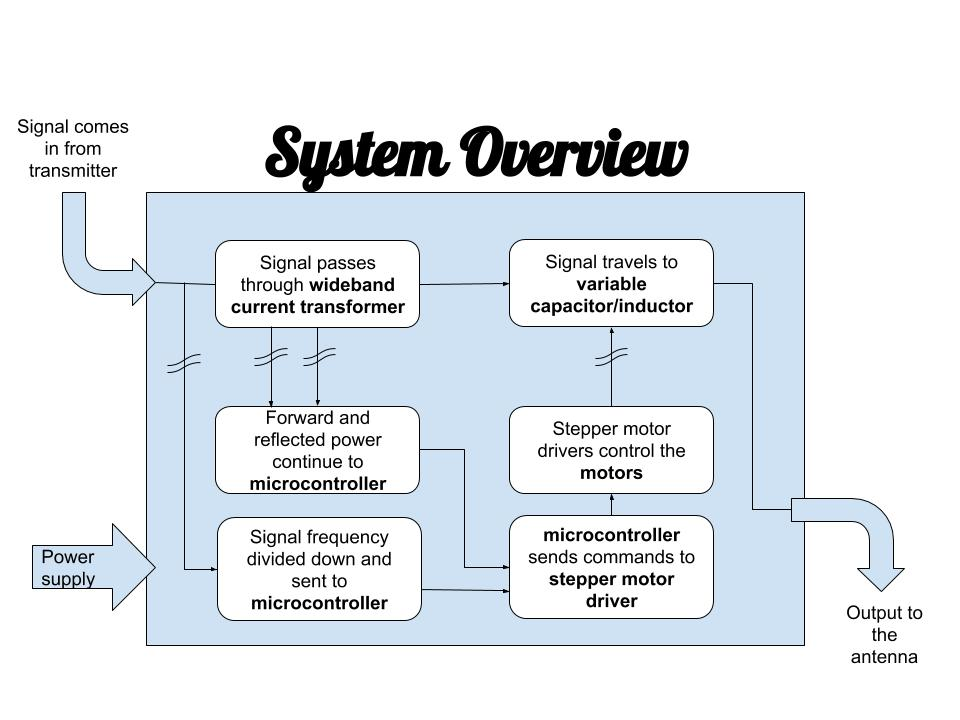 Signal comes
in from
transmitter
System Overview
Signal passes
through wideband
current transformer
Signal travels to
variable
capacitor/inductor
Forward and
reflected power
continue to
microcontroller
Stepper motor
drivers control the
motors
Signal frequency
divided down and
sent to
microcontroller
microcontroller
sends commands to
stepper motor
driver
Power
supply
Output to
the
antenna